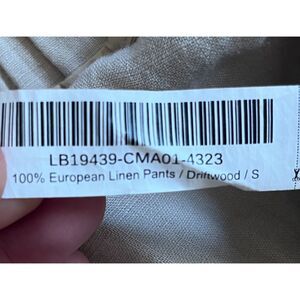 LB19439-CMA01-4323
100% European Linen Pants / Driftwood / S